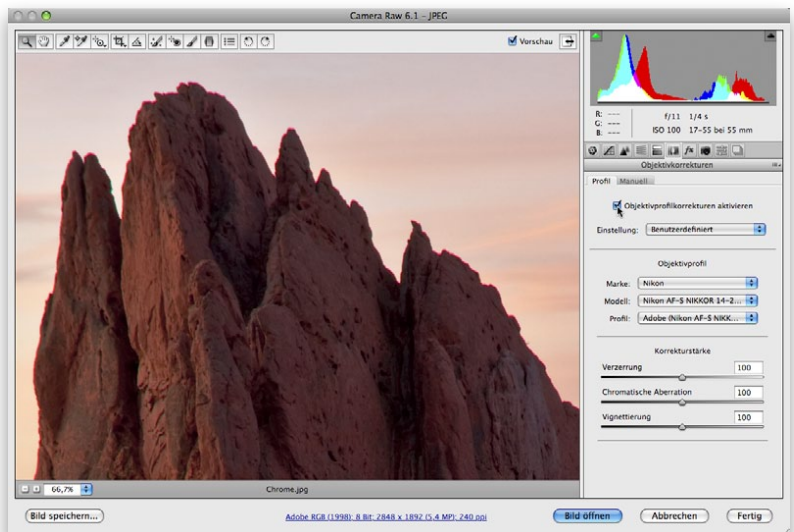 Camera Raw 6.1 – JPEG
Vorschau
R: ---
G: ---
B: ---
f/11 1/4 s
ISO 100 17-55 bei 55 mm
Objektivkorrekturen
Profil Manuell
Objektivprofilkorrekturen aktivieren
Einstellung: Benutzerdefiniert
Objektivprofil
Marke: Nikon
Modell: Nikon AF-S NIKKOR 14-2...
Profil: Adobe (Nikon AF-S NIKK...
Korrekturstärke
Verzerrung 100
Chromatische Aberration 100
Vignettierung 100
66,7% Chrome.jpg
Bild speichern... Adobe RGB (1998); 8 Bit; 2848 x 1892 (5,4 MP); 240 ppi Bild öffnen Abbrechen Fertig